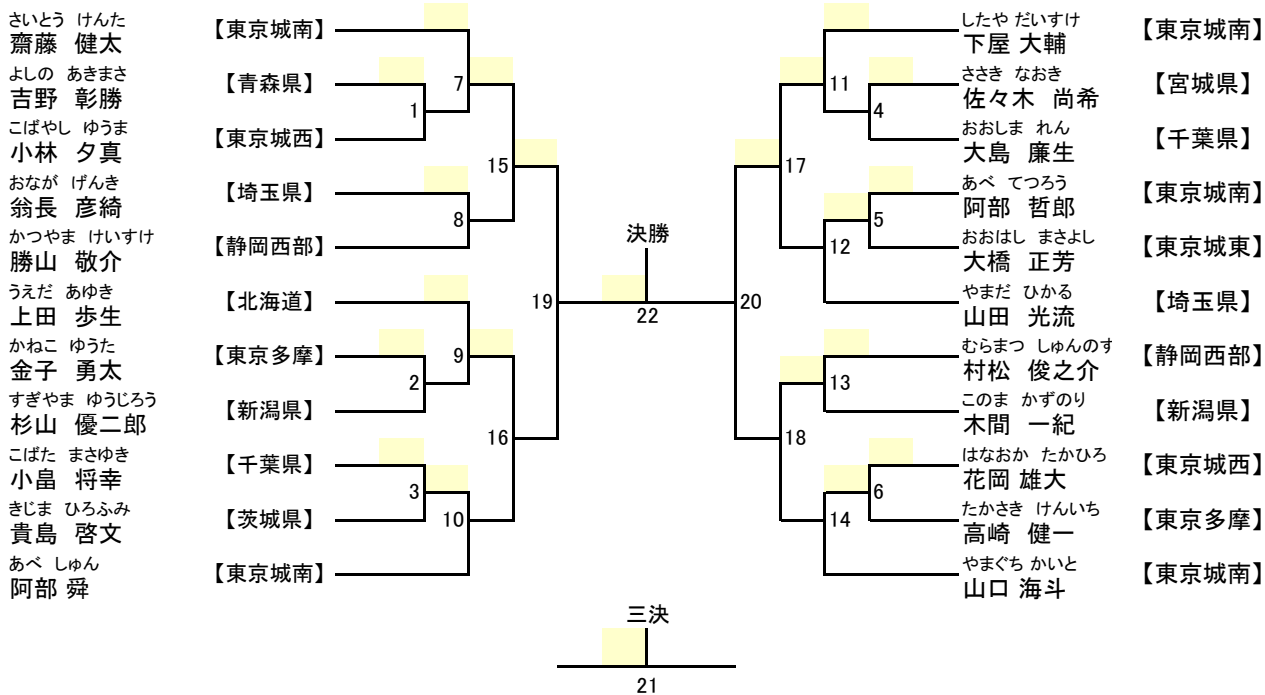 さいとう けんた
齋藤 健太 【東京城南】
よしの あきまさ
吉野 彰勝 【青森県】
こばやし ゆうま
小林 夕真 【東京城西】
おなが げんき
翁長 彦綺 【埼玉県】
かつやま けいすけ
勝山 敬介 【静岡西部】
うえだ あゆき
上田 歩生 【北海道】
かねこ ゆうた
金子 勇太 【東京多摩】
すぎやま ゆうじろう
杉山 優二郎 【新潟県】
こばた まさゆき
小畠 将幸 【千葉県】
きじま ひろふみ
貴島 啓文 【茨城県】
あべ しゅん
阿部 舜 【東京城南】
7
1
15
8
19
9
2
16
3
10
決勝
22
三決
21
11
4
17
5
12
20
13
18
6
14
したや だいすけ
下屋 大輔 【東京城南】
ささき なおき
佐々木 尚希 【宮城県】
おおしま れん
大島 廉生 【千葉県】
あべ てつろう
阿部 哲郎 【東京城南】
おおはし まさよし
大橋 正芳 【東京城東】
やまだ ひかる
山田 光流 【埼玉県】
むらまつ しゅんのす
村松 俊之介 【静岡西部】
このま かずのり
木間 一紀 【新潟県】
はなおか たかひろ
花岡 雄大 【東京城西】
たかさき けんいち
高崎 健一 【東京多摩】
やまぐち かいと
山口 海斗 【東京城南】